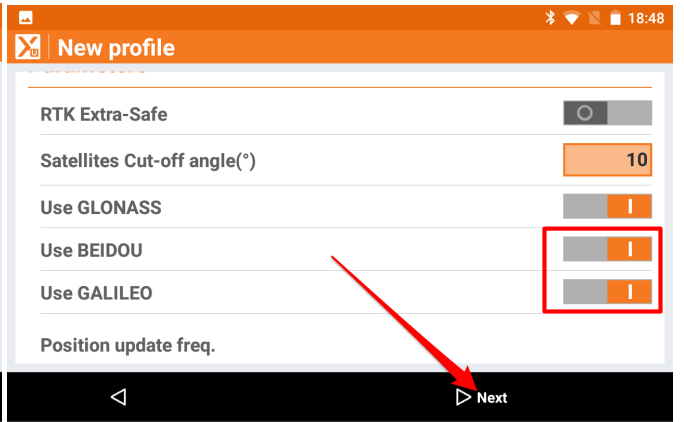 18:48
New profile
RTK Extra-Safe
Satellites Cut-off angle(°) 10
Use GLONASS
Use BEIDOU
Use GALILEO
Position update freq.
Next